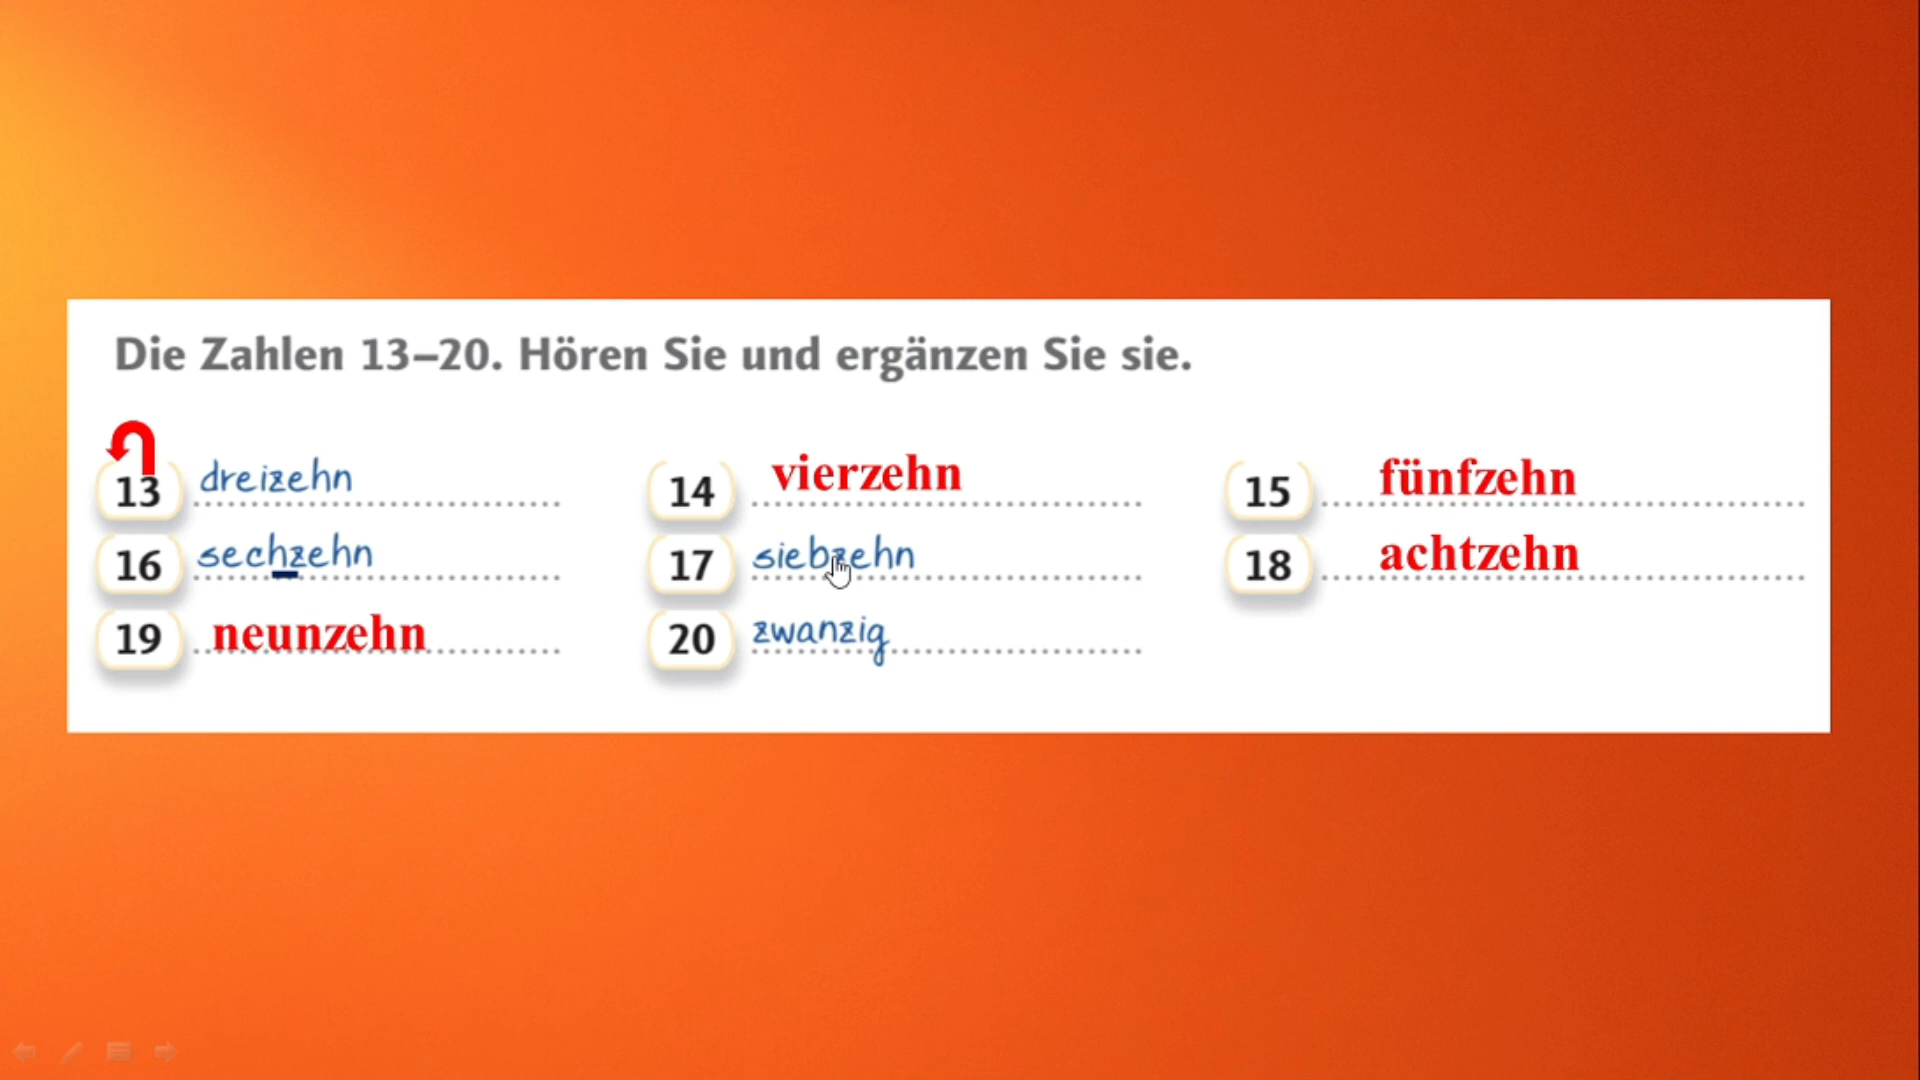 Die Zahlen 13–20. Hören Sie und ergänzen Sie sie.
13 dreizehn 14 vierzehn 15 fünfzehn
16 sechzehn 17 siebzehn 18 achtzehn
19 neunzehn 20 zwanzig